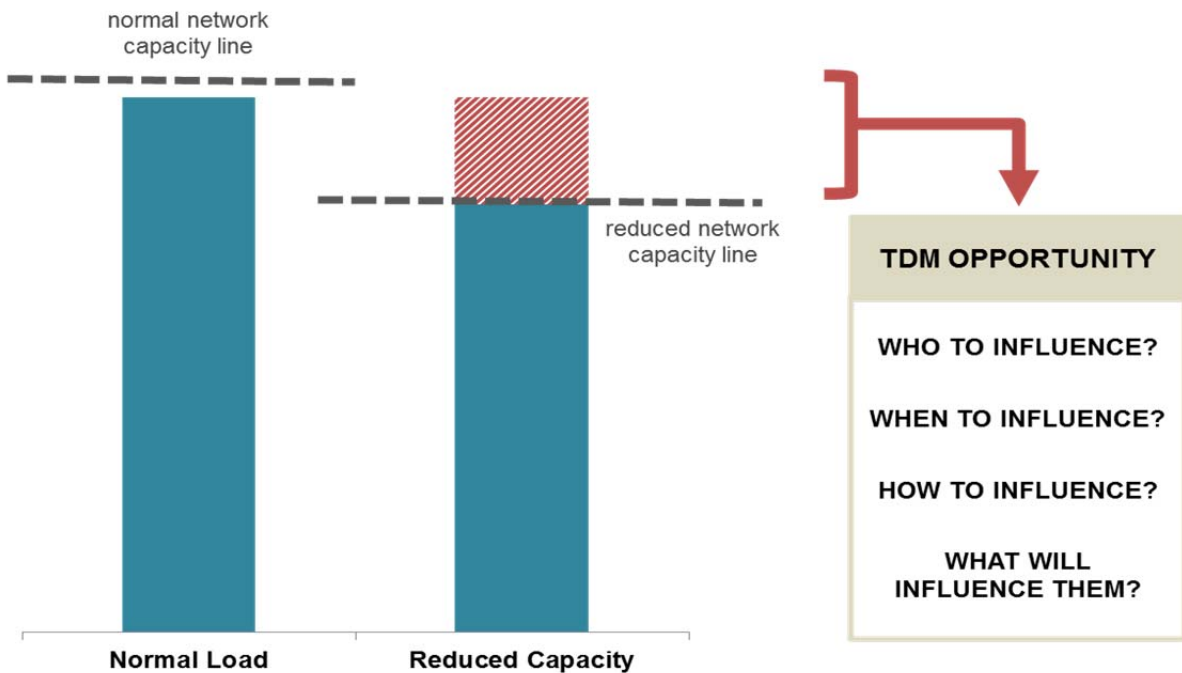 normal network
capacity line
reduced network
capacity line
Normal Load
Reduced Capacity
TDM OPPORTUNITY
WHO TO INFLUENCE?
WHEN TO INFLUENCE?
HOW TO INFLUENCE?
WHAT WILL
INFLUENCE THEM?